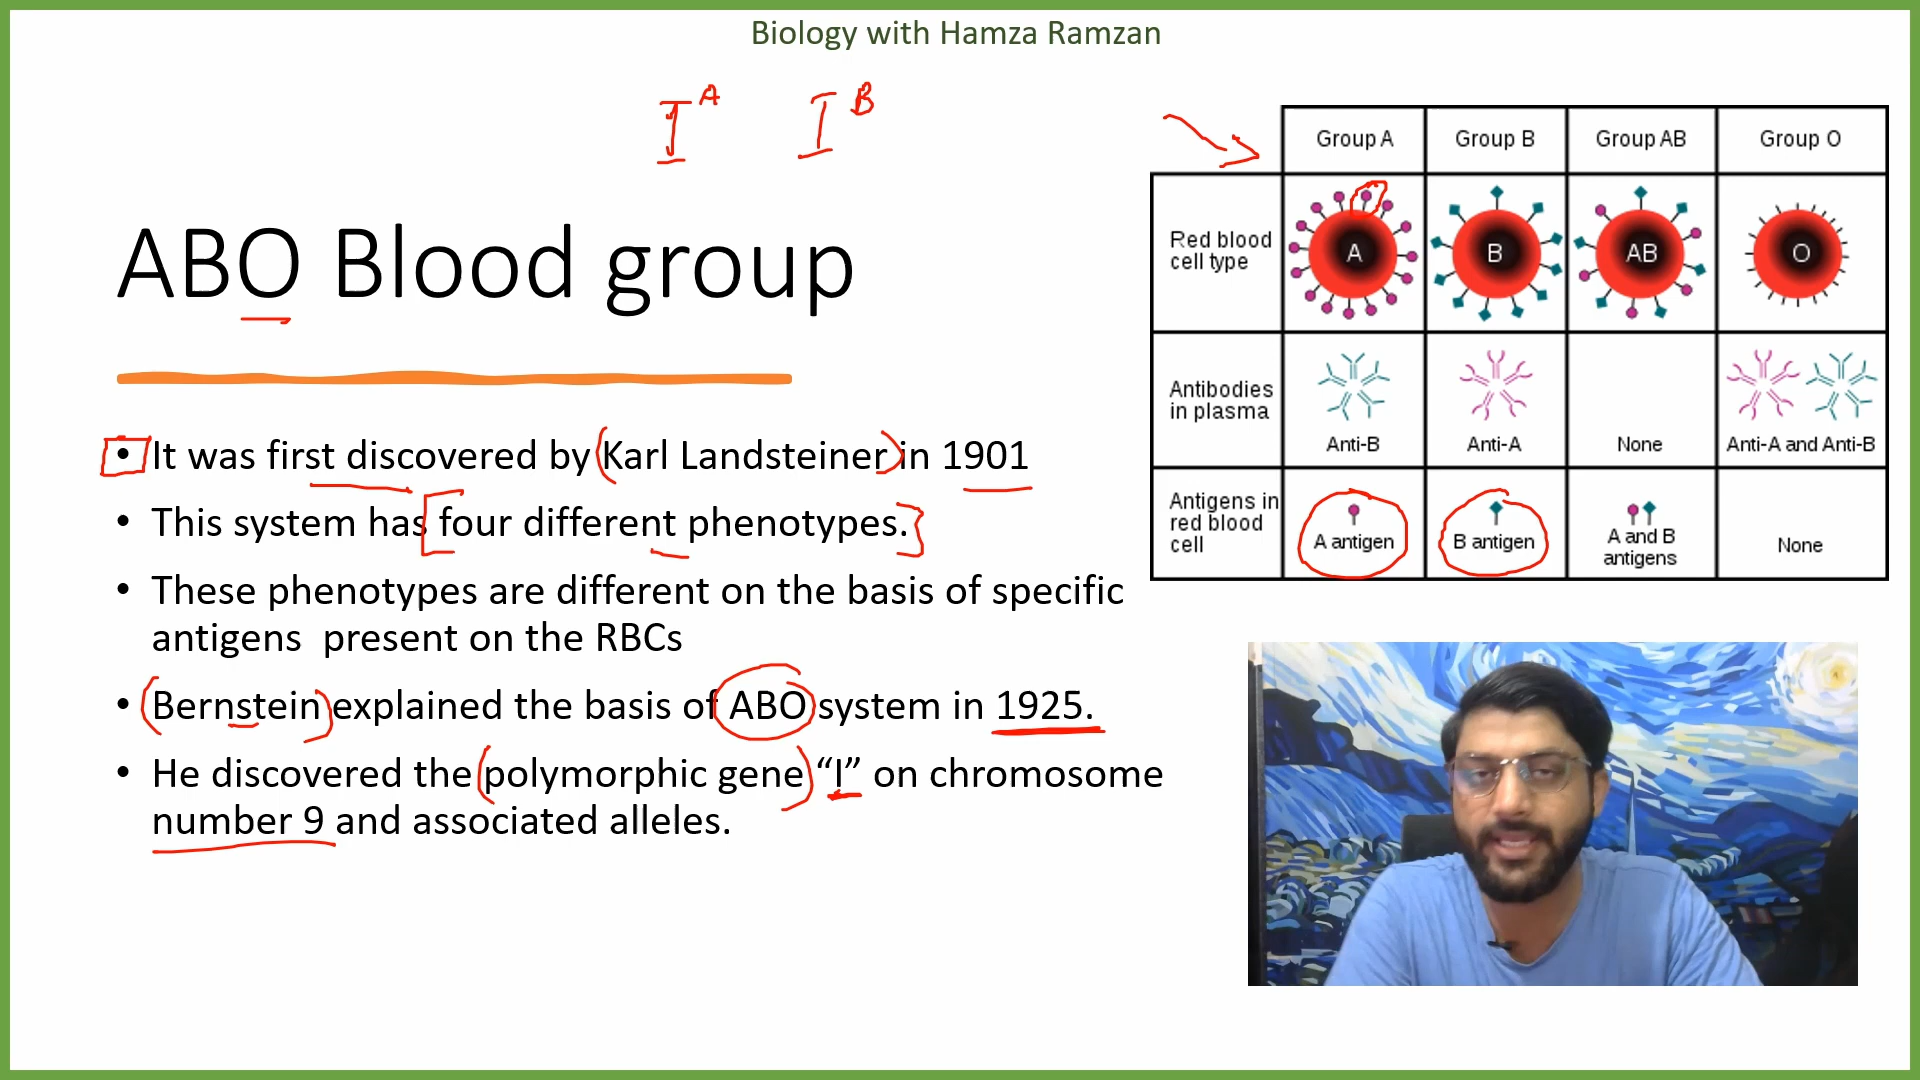 Biology with Hamza Ramzan
I A I B
ABO Blood group
• It was first discovered by Karl Landsteiner in 1901
• This system has four different phenotypes.
• These phenotypes are different on the basis of specific
antigens present on the RBCs
• Bernstein explained the basis of ABO system in 1925.
• He discovered the polymorphic gene “I” on chromosome
number 9 and associated alleles.
Group A Group B Group AB Group O
Red blood
cell type
A B AB O
Antibodies
in plasma
Anti-B Anti-A None Anti-A and Anti-B
Antigens in
red blood
cell
A antigen B antigen A and B
antigens None